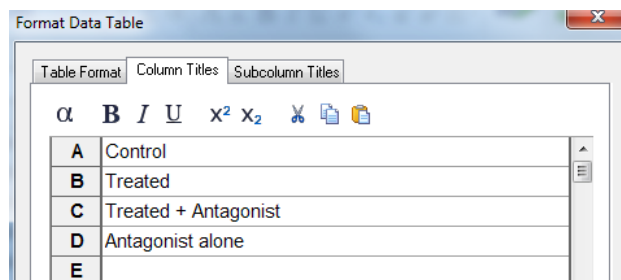 Format Data Table
x
Table Format Column Titles Subcolumn Titles
α B I U X² X₂
A Control
B Treated
C Treated + Antagonist
D Antagonist alone
E